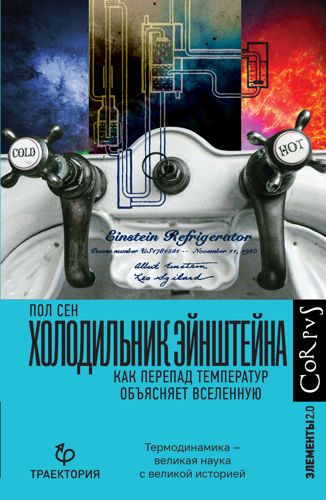 COLD
HOT
Einstein Refrigerator
Patent number US1781541 -- November 11, 1930
Albert Einstein,
Leo Szilard
ПОЛ СЕН
ХОЛОДИЛЬНИК ЭЙНШТЕЙНА
КАК ПЕРЕПАД ТЕМПЕРАТУР
ОБЪЯСНЯЕТ ВСЕЛЕННУЮ
Термодинамика —
великая наука
с великой историей
ТРАЕКТОРИЯ
ЭЛЕМЕНТЫ 2.0
CORPVS